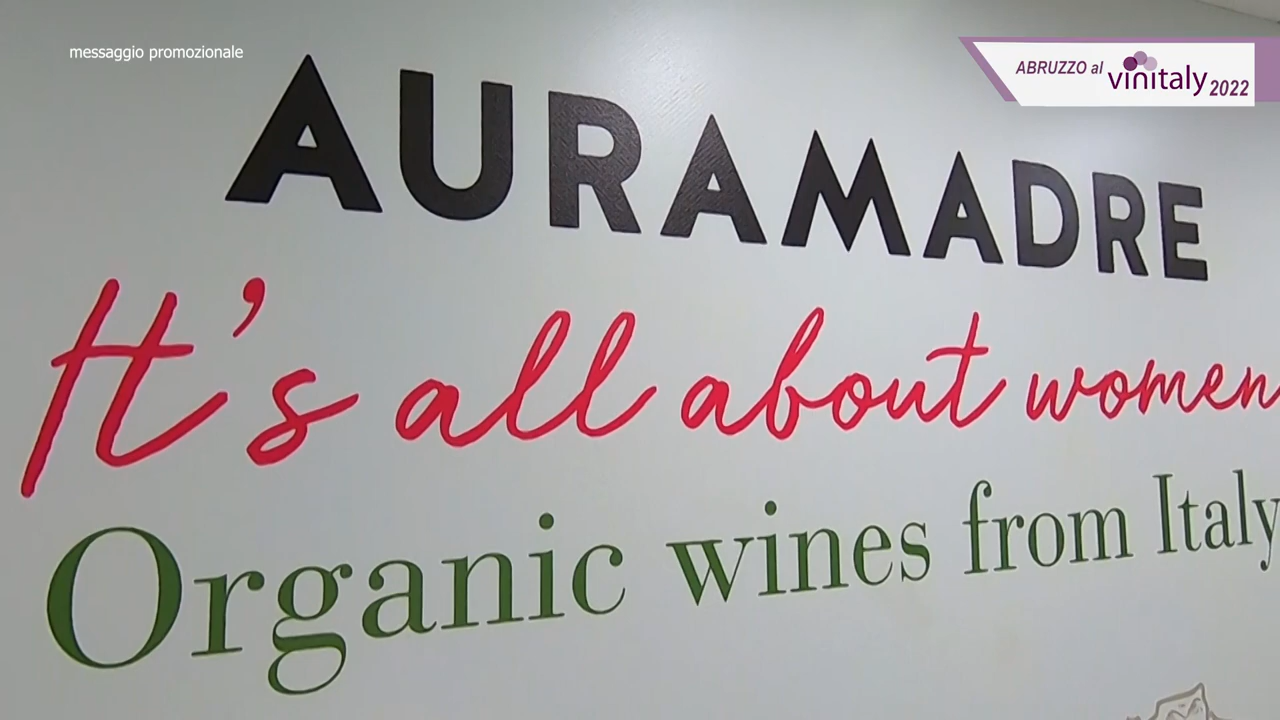 messaggio promozionale
ABRUZZO al vinitaly 2022
AURAMADRE
It's all about women
Organic wines from Italy